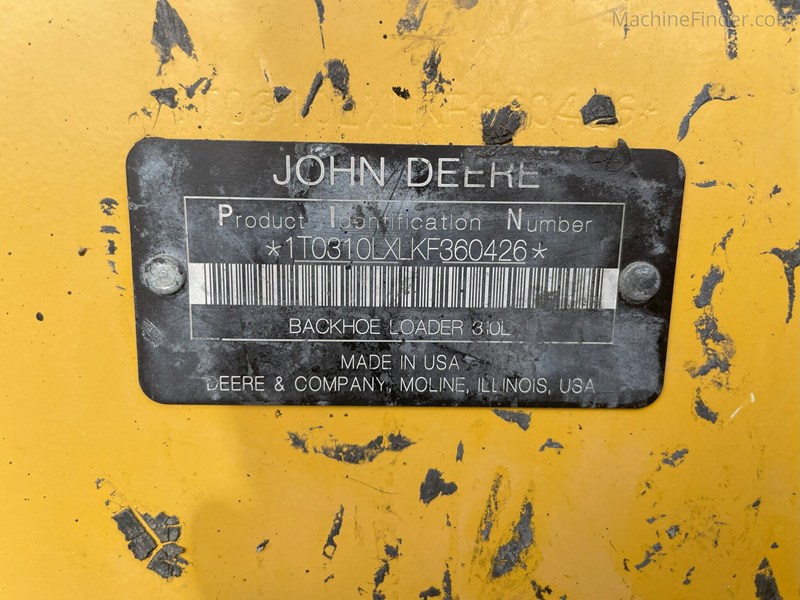 MachineFinder.com
1T0310LXLKF360426*
JOHN DEERE
Product Identification Number
*1T0310LXLKF360426*
BACKHOE LOADER 310L
MADE IN USA
DEERE & COMPANY, MOLINE, ILLINOIS, USA